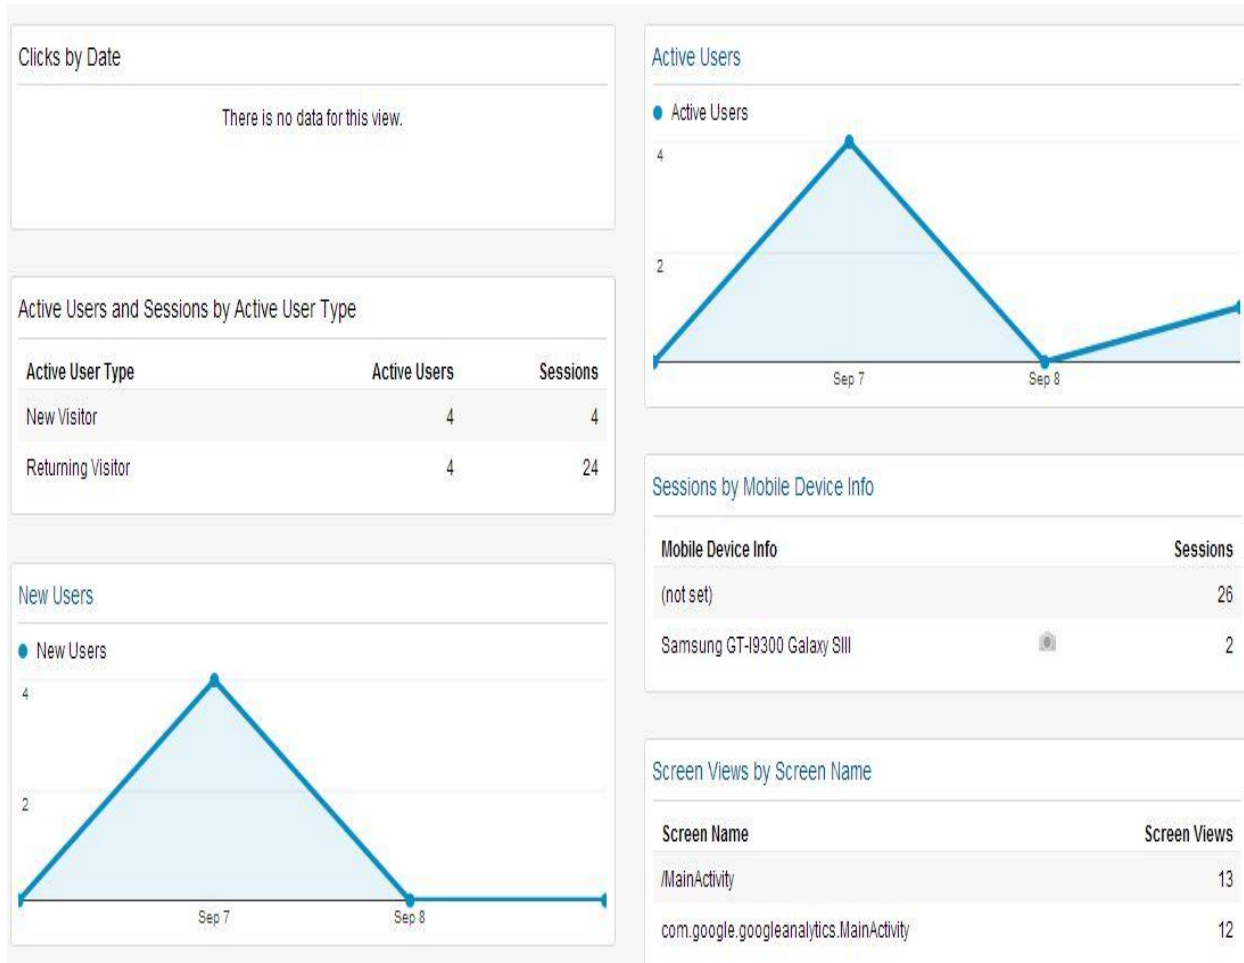 Clicks by Date
There is no data for this view.
Active Users and Sessions by Active User Type
Active User Type Active Users Sessions
New Visitor 4 4
Returning Visitor 4 24
New Users
New Users
4
2
Sep 7 Sep 8
Active Users
Active Users
4
2
Sep 7 Sep 8
Sessions by Mobile Device Info
Mobile Device Info Sessions
(not set) 26
Samsung GT-I9300 Galaxy SIII 2
Screen Views by Screen Name
Screen Name Screen Views
/MainActivity 13
com.google.googleanalytics.MainActivity 12